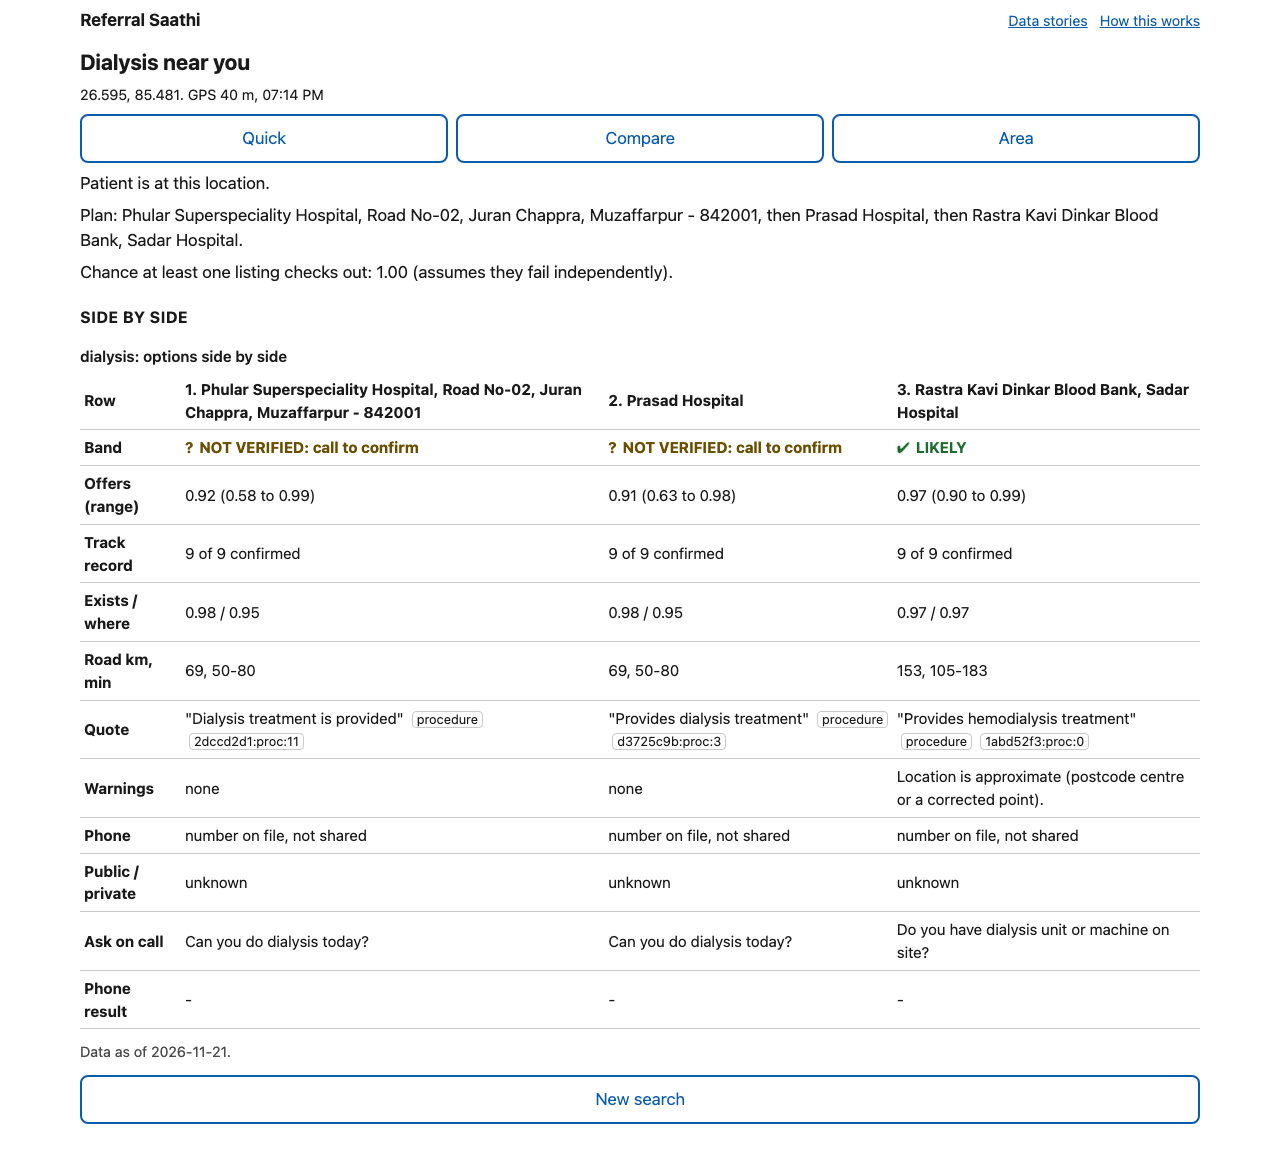 Referral Saathi
Data stories How this works
Dialysis near you
26.595, 85.481. GPS 40 m, 07:14 PM
Quick Compare Area
Patient is at this location.
Plan: Phular Superspeciality Hospital, Road No-02, Juran Chappra, Muzaffarpur - 842001, then Prasad Hospital, then Rastra Kavi Dinkar Blood
Bank, Sadar Hospital.
Chance at least one listing checks out: 1.00 (assumes they fail independently).
SIDE BY SIDE
dialysis: options side by side
Row
1. Phular Superspeciality Hospital, Road No-02, Juran
Chappra, Muzaffarpur - 842001
2. Prasad Hospital
3. Rastra Kavi Dinkar Blood Bank, Sadar
Hospital
Band
? NOT VERIFIED: call to confirm
? NOT VERIFIED: call to confirm
✔ LIKELY
Offers
(range)
0.92 (0.58 to 0.99)
0.91 (0.63 to 0.98)
0.97 (0.90 to 0.99)
Track
record
9 of 9 confirmed
9 of 9 confirmed
9 of 9 confirmed
Exists /
where
0.98 / 0.95
0.98 / 0.95
0.97 / 0.97
Road km,
min
69, 50-80
69, 50-80
153, 105-183
Quote
"Dialysis treatment is provided" procedure
2dccd2d1:proc:11
"Provides dialysis treatment" procedure
d3725c9b:proc:3
"Provides hemodialysis treatment"
procedure 1abd52f3:proc:0
Warnings
none
none
Location is approximate (postcode centre
or a corrected point).
Phone
number on file, not shared
number on file, not shared
number on file, not shared
Public /
private
unknown
unknown
unknown
Ask on call
Can you do dialysis today?
Can you do dialysis today?
Do you have dialysis unit or machine on
site?
Phone
result
-
-
-
Data as of 2026-11-21.
New search